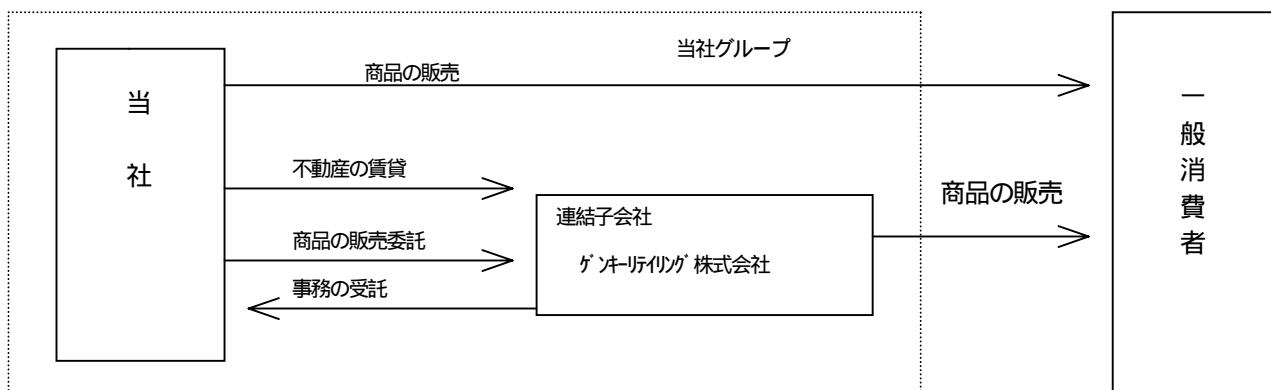 当社グループ
商品の販売
当社
不動産の賃貸
商品の販売委託
事務の受託
連結子会社
ｹﾞﾝｷｰﾘﾃｲﾘﾝｸﾞ株式会社
商品の販売
一般消費者